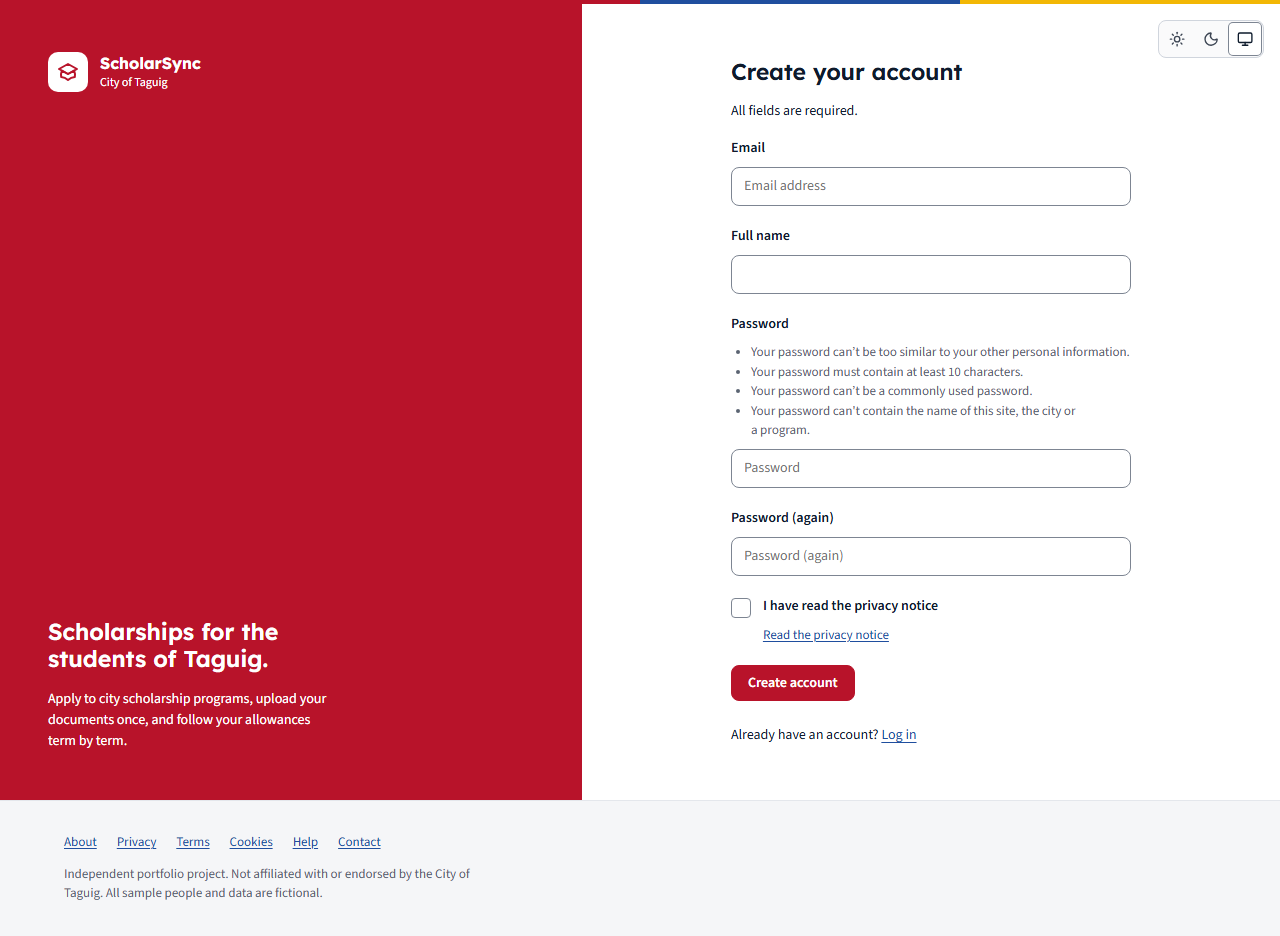 ScholarSync
City of Taguig
Scholarships for the
students of Taguig.
Apply to city scholarship programs, upload your
documents once, and follow your allowances
term by term.
Create your account
All fields are required.
Email
Email address
Full name
Password
Your password can’t be too similar to your other personal information.
Your password must contain at least 10 characters.
Your password can’t be a commonly used password.
Your password can’t contain the name of this site, the city or
a program.
Password
Password (again)
Password (again)
I have read the privacy notice
Read the privacy notice
Create account
Already have an account? Log in
About Privacy Terms Cookies Help Contact
Independent portfolio project. Not affiliated with or endorsed by the City of
Taguig. All sample people and data are fictional.